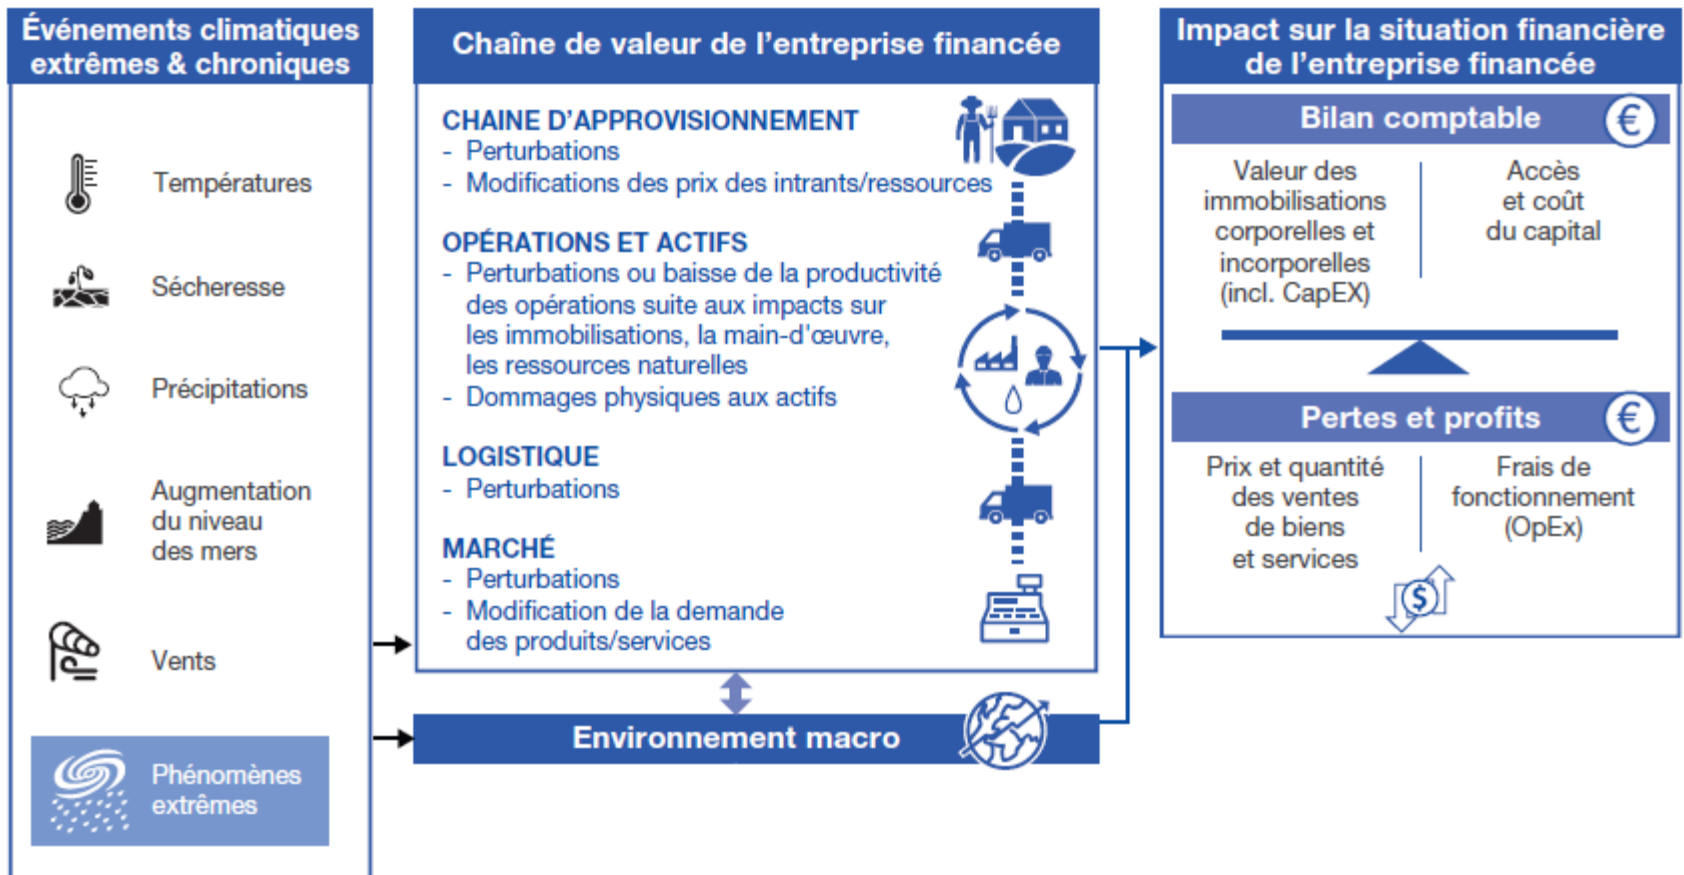 Événements climatiques
extrêmes & chroniques
Températures
Sécheresse
Précipitations
Augmentation
du niveau
des mers
Vents
Phénomènes
extrêmes
Chaîne de valeur de l’entreprise financée
CHAINE D’APPROVISIONNEMENT
- Perturbations
- Modifications des prix des intrants/ressources
OPÉRATIONS ET ACTIFS
- Perturbations ou baisse de la productivité
des opérations suite aux impacts sur
les immobilisations, la main-d'œuvre,
les ressources naturelles
- Dommages physiques aux actifs
LOGISTIQUE
- Perturbations
MARCHÉ
- Perturbations
- Modification de la demande
des produits/services
Environnement macro
Impact sur la situation financière
de l’entreprise financée
Bilan comptable €
Valeur des
immobilisations
corporelles et
incorporelles
(incl. CapEX)
Accès
et coût
du capital
Pertes et profits €
Prix et quantité
des ventes
de biens
et services
Frais de
fonctionnement
(OpEx)
$